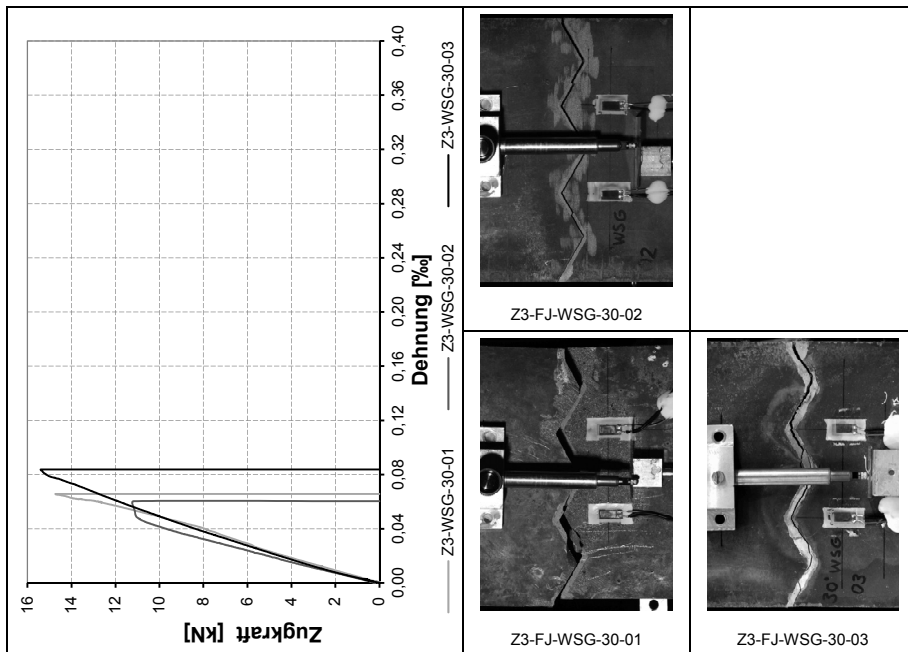 16
14
12
10
8
6
4
2
0
Zugkraft [kN]
0,00
0,04
0,08
0,12
0,16
0,20
0,24
0,28
0,32
0,36
0,40
Dehnung [‰]
Z3-WSG-30-01
Z3-WSG-30-02
Z3-WSG-30-03
WSG
02
Z3-FJ-WSG-30-02
Z3-FJ-WSG-30-01
30° WSG
03
Z3-FJ-WSG-30-03